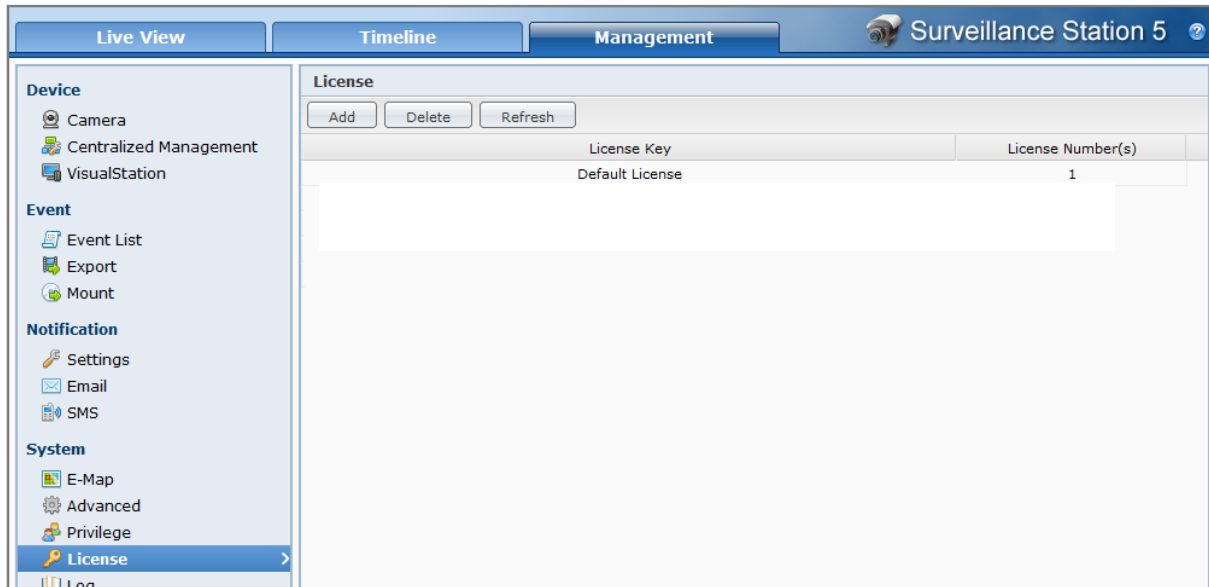 Live View
Timeline
Management
Surveillance Station 5
Device
Camera
Centralized Management
VisualStation
Event
Event List
Export
Mount
Notification
Settings
Email
SMS
System
E-Map
Advanced
Privilege
License
Log
License
Add Delete Refresh
License Key License Number(s)
Default License 1